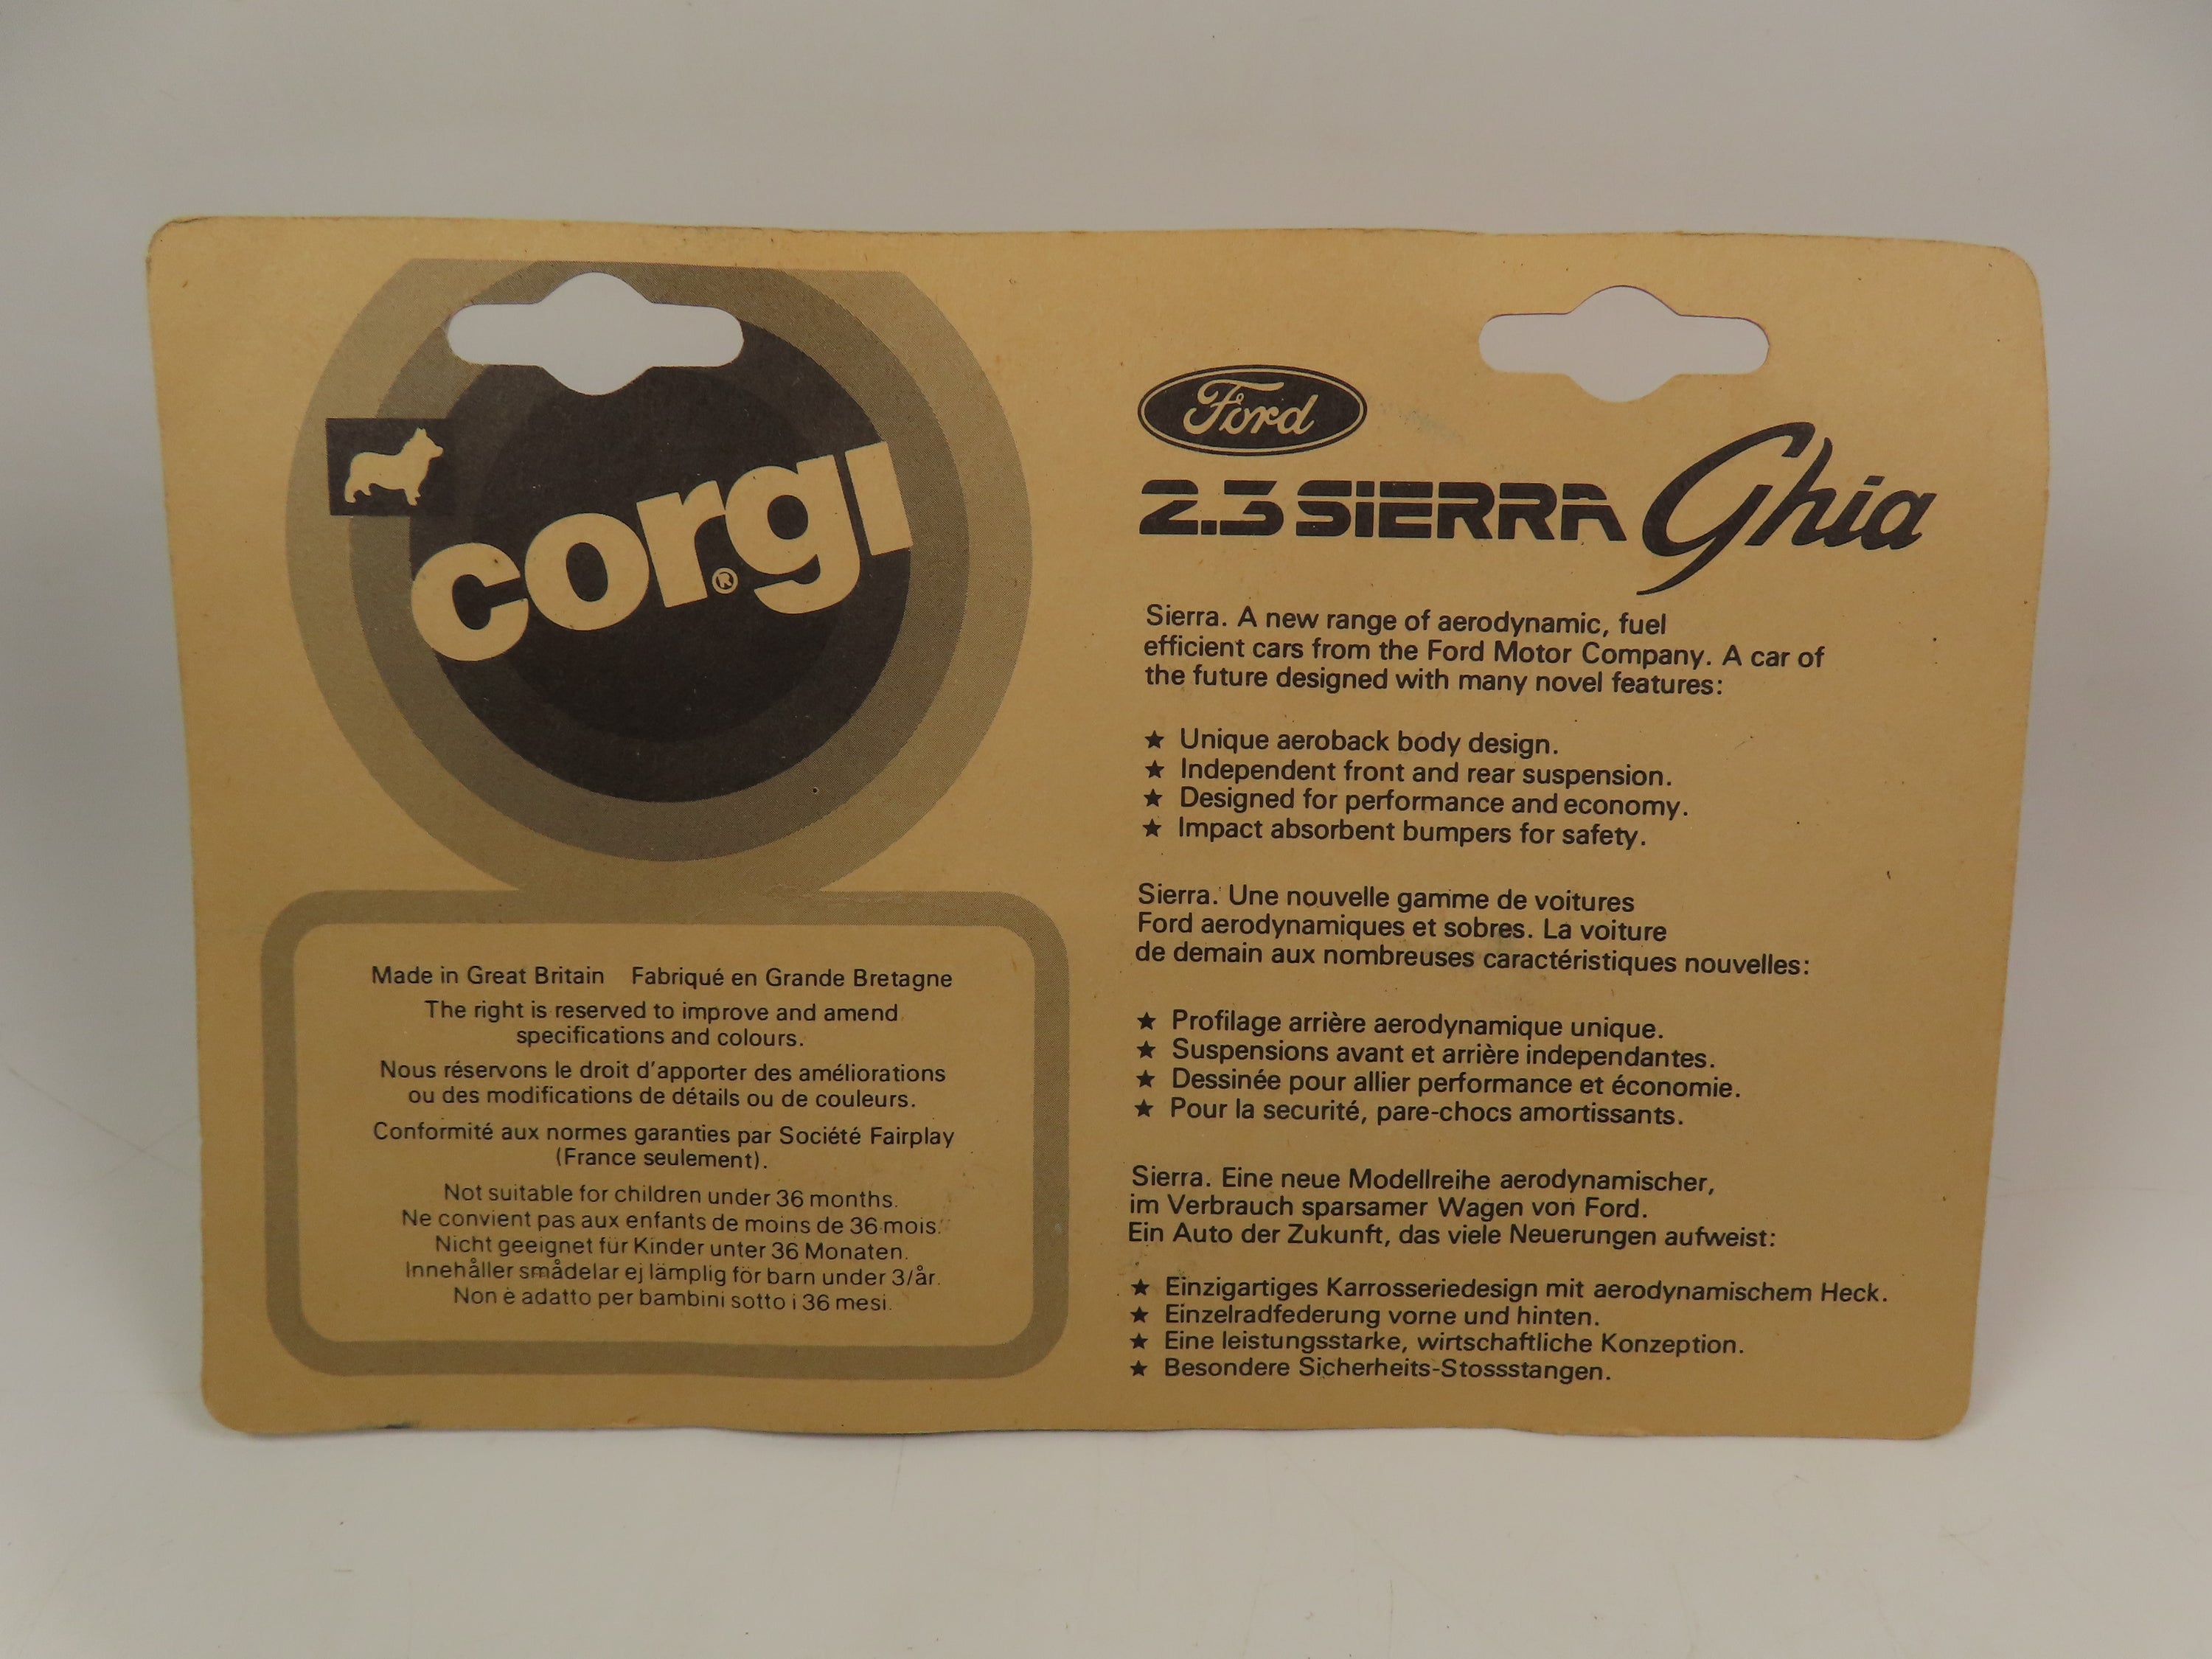 corgi®
Made in Great Britain Fabriqué en Grande Bretagne
The right is reserved to improve and amend
specifications and colours.
Nous réservons le droit d'apporter des améliorations
ou des modifications de détails ou de couleurs.
Conformité aux normes garanties par Société Fairplay
(France seulement).
Not suitable for children under 36 months.
Ne convient pas aux enfants de moins de 36 mois.
Nicht geeignet für Kinder unter 36 Monaten.
Innehåller smådelar ej lämplig för barn under 3/år.
Non è adatto per bambini sotto i 36 mesi.
Ford
2.3 SiERRA Ghia
Sierra. A new range of aerodynamic, fuel
efficient cars from the Ford Motor Company. A car of
the future designed with many novel features:
★ Unique aeroback body design.
★ Independent front and rear suspension.
★ Designed for performance and economy.
★ Impact absorbent bumpers for safety.
Sierra. Une nouvelle gamme de voitures
Ford aerodynamiques et sobres. La voiture
de demain aux nombreuses caractéristiques nouvelles:
★ Profilage arrière aerodynamique unique.
★ Suspensions avant et arrière independantes.
★ Dessinée pour allier performance et économie.
★ Pour la securité, pare-chocs amortissants.
Sierra. Eine neue Modellreihe aerodynamischer,
im Verbrauch sparsamer Wagen von Ford.
Ein Auto der Zukunft, das viele Neuerungen aufweist:
★ Einzigartiges Karrosseriedesign mit aerodynamischem Heck.
★ Einzelradfederung vorne und hinten.
★ Eine leistungsstarke, wirtschaftliche Konzeption.
★ Besondere Sicherheits-Stossstangen.